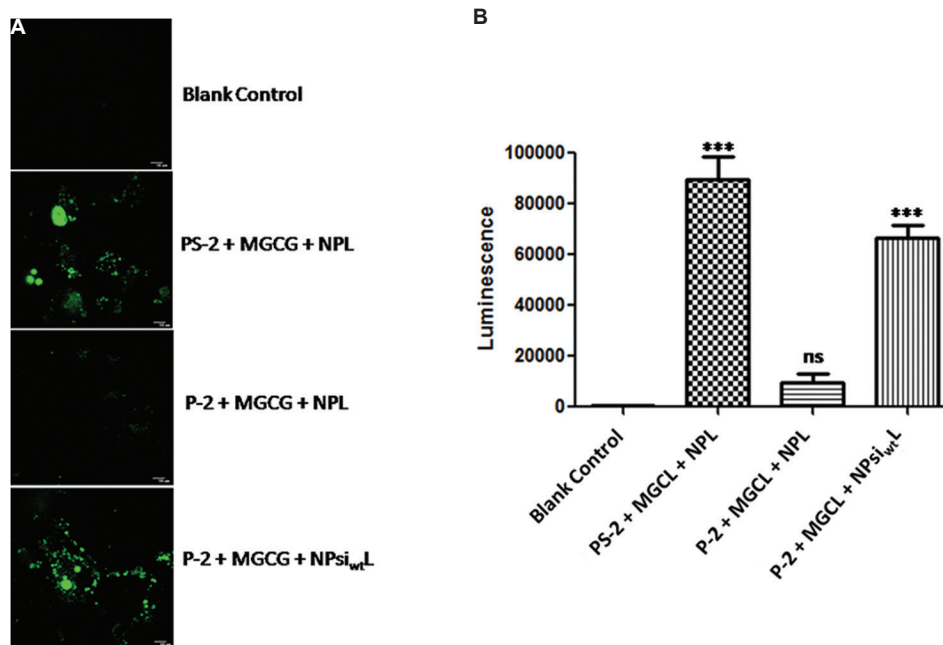 A
Blank Control
PS-2 + MGCG + NPL
P-2 + MGCG + NPL
P-2 + MGCG + NPsiwtL
B
100000
80000
60000
40000
20000
0
Luminescence
***
ns
***
Blank Control
PS-2 + MGCL + NPL
P-2 + MGCL + NPL
P-2 + MGCL + NPsiwtL